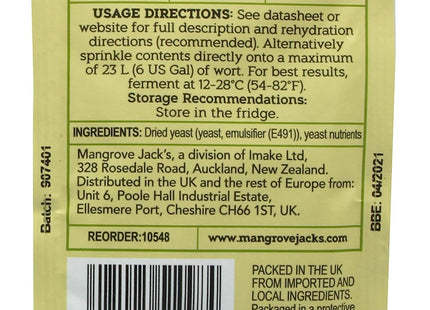 USAGE DIRECTIONS: See datasheet or
website for full description and rehydration
directions (recommended). Alternatively
sprinkle contents directly onto a maximum
of 23 L (6 US Gal) of wort. For best results,
ferment at 12-28°C (54-82°F).
Storage Recommendations:
Store in the fridge.
INGREDIENTS: Dried yeast (yeast, emulsifier (E491)), yeast nutrients
Mangrove Jack's, a division of Imake Ltd,
328 Rosedale Road, Auckland, New Zealand.
Distributed in the UK and the rest of Europe from:
Unit 6, Poole Hall Industrial Estate,
Ellesmere Port, Cheshire CH66 1ST, UK.
Batch: 907401
BBE: 04/2021
REORDER:10548
www.mangrovejacks.com
PACKED IN THE UK
FROM IMPORTED AND
LOCAL INGREDIENTS.
Packaged in a protective